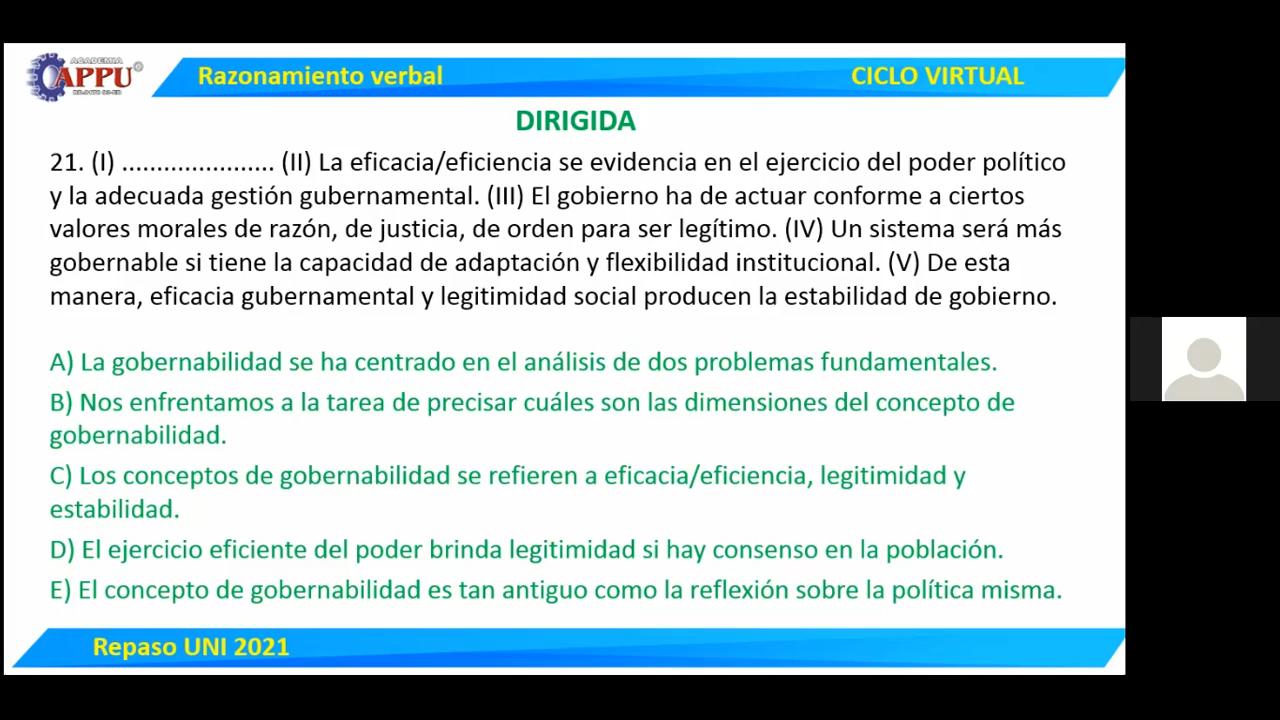 ACADEMIA
APPU
Razonamiento verbal
CICLO VIRTUAL
DIRIGIDA
21. (I) ...................... (II) La eficacia/eficiencia se evidencia en el ejercicio del poder político
y la adecuada gestión gubernamental. (III) El gobierno ha de actuar conforme a ciertos
valores morales de razón, de justicia, de orden para ser legítimo. (IV) Un sistema será más
gobernable si tiene la capacidad de adaptación y flexibilidad institucional. (V) De esta
manera, eficacia gubernamental y legitimidad social producen la estabilidad de gobierno.
A) La gobernabilidad se ha centrado en el análisis de dos problemas fundamentales.
B) Nos enfrentamos a la tarea de precisar cuáles son las dimensiones del concepto de
gobernabilidad.
C) Los conceptos de gobernabilidad se refieren a eficacia/eficiencia, legitimidad y
estabilidad.
D) El ejercicio eficiente del poder brinda legitimidad si hay consenso en la población.
E) El concepto de gobernabilidad es tan antiguo como la reflexión sobre la política misma.
Repaso UNI 2021